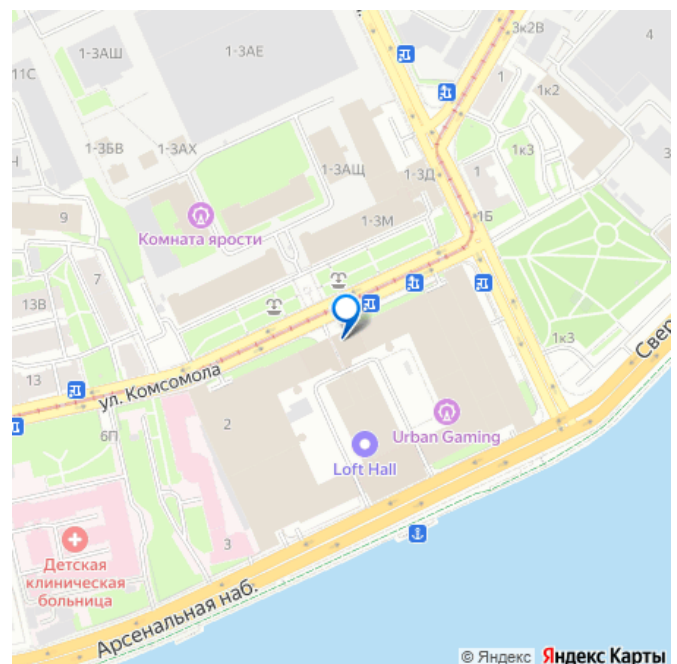 3к2В
4
1-3АШ
1-3АЕ
11С
1
1к2
1-3БВ
1-3АХ
1к3
1-3АЩ
1-3Д
1
3
9
1-3М
1Б
Комната ярости
7
13В
1к3
Свер
13
ул. Комсомола
6П
2
Urban Gaming
Loft Hall
3
Детская
клиническая
больница
Арсенальная наб.
© Яндекс Яндекс Карты